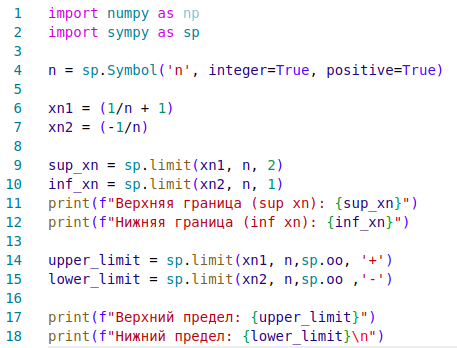 1 import numpy as np
2 import sympy as sp
3
4 n = sp.Symbol('n', integer=True, positive=True)
5
6 xn1 = (1/n + 1)
7 xn2 = (-1/n)
8
9 sup_xn = sp.limit(xn1, n, 2)
10 inf_xn = sp.limit(xn2, n, 1)
11 print(f"Верхняя граница (sup xn): {sup_xn}")
12 print(f"Нижняя граница (inf xn): {inf_xn}")
13
14 upper_limit = sp.limit(xn1, n,sp.oo, '+')
15 lower_limit = sp.limit(xn2, n,sp.oo ,'-')
16
17 print(f"Верхний предел: {upper_limit}")
18 print(f"Нижний предел: {lower_limit}\n")